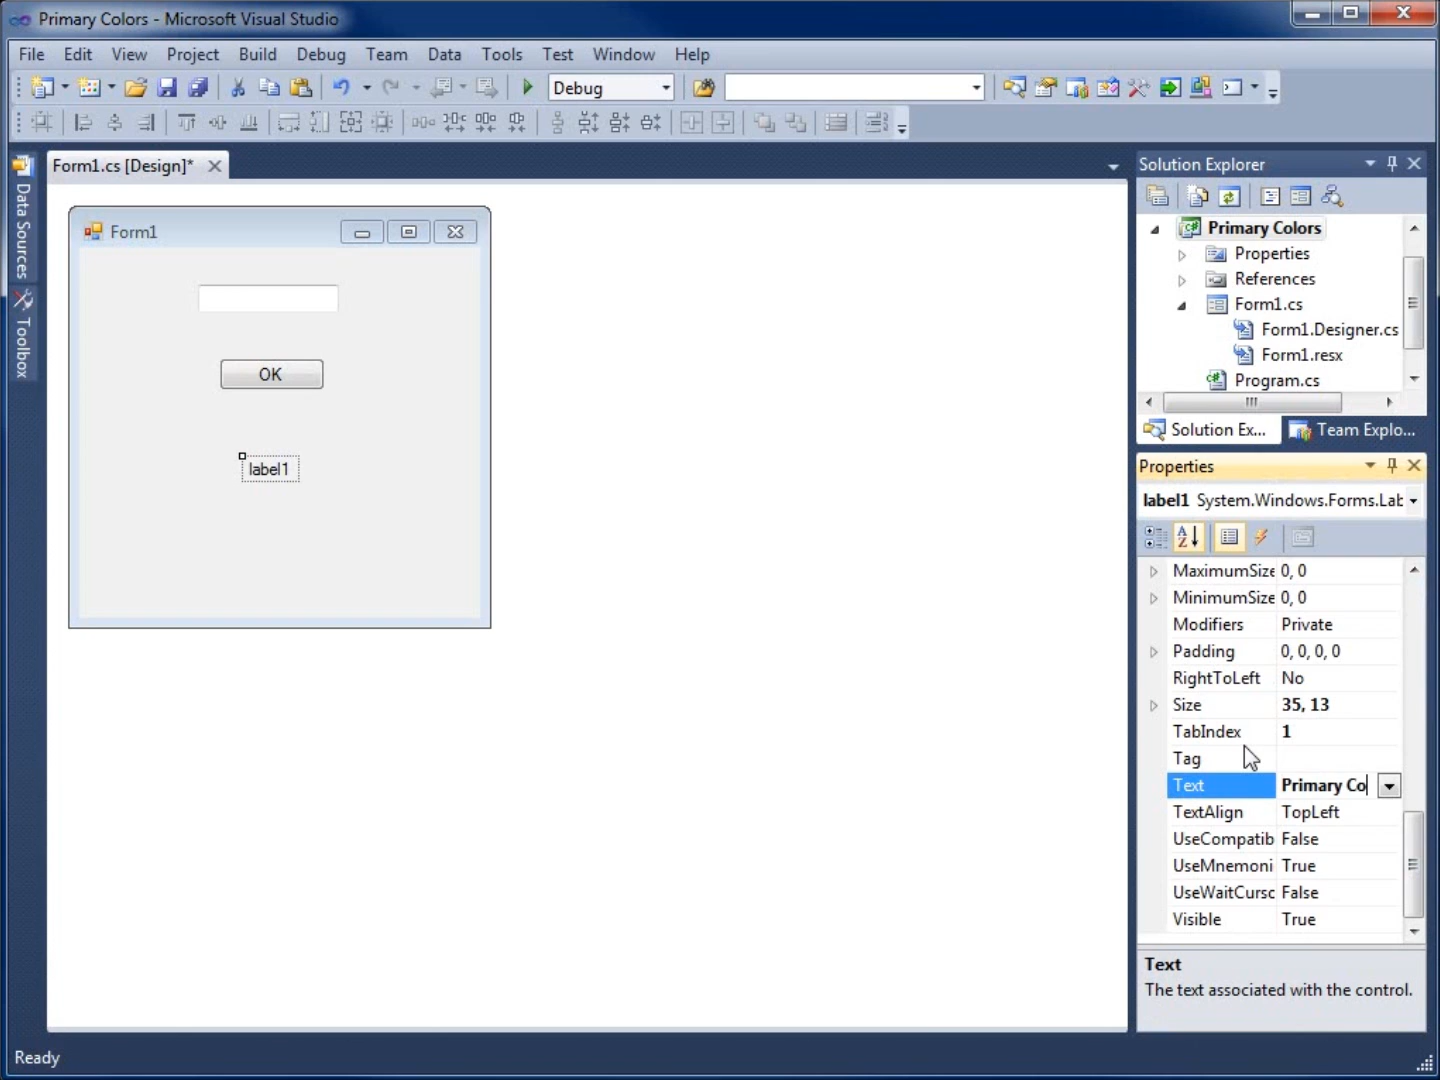 Primary Colors - Microsoft Visual Studio
File Edit View Project Build Debug Team Data Tools Test Window Help
Debug
Form1.cs [Design]*
Data Sources
Toolbox
Form1
OK
label1
Solution Explorer
Primary Colors
Properties
References
Form1.cs
Form1.Designer.cs
Form1.resx
Program.cs
Solution Ex... Team Explo...
Properties
label1 System.Windows.Forms.Lab
MaximumSize 0, 0
MinimumSize 0, 0
Modifiers Private
Padding 0, 0, 0, 0
RightToLeft No
Size 35, 13
TabIndex 1
Tag
Text Primary Co
TextAlign TopLeft
UseCompatib False
UseMnemoni True
UseWaitCurso False
Visible True
Text
The text associated with the control.
Ready